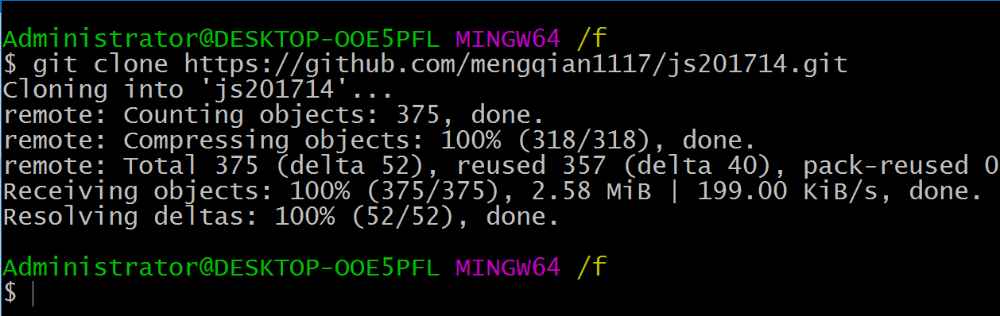 Administrator@DESKTOP-OOE5PFL MINGW64 /f
$ git clone https://github.com/mengqian1117/js201714.git
Cloning into 'js201714'...
remote: Counting objects: 375, done.
remote: Compressing objects: 100% (318/318), done.
remote: Total 375 (delta 52), reused 357 (delta 40), pack-reused 0
Receiving objects: 100% (375/375), 2.58 MiB | 199.00 KiB/s, done.
Resolving deltas: 100% (52/52), done.
Administrator@DESKTOP-OOE5PFL MINGW64 /f
$